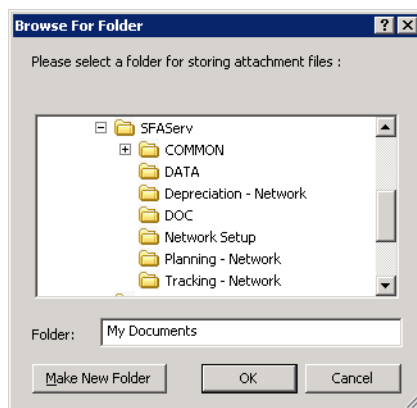 Browse For Folder
Please select a folder for storing attachment files :
SFAServ
COMMON
DATA
Depreciation - Network
DOC
Network Setup
Planning - Network
Tracking - Network
Folder: My Documents
Make New Folder OK Cancel